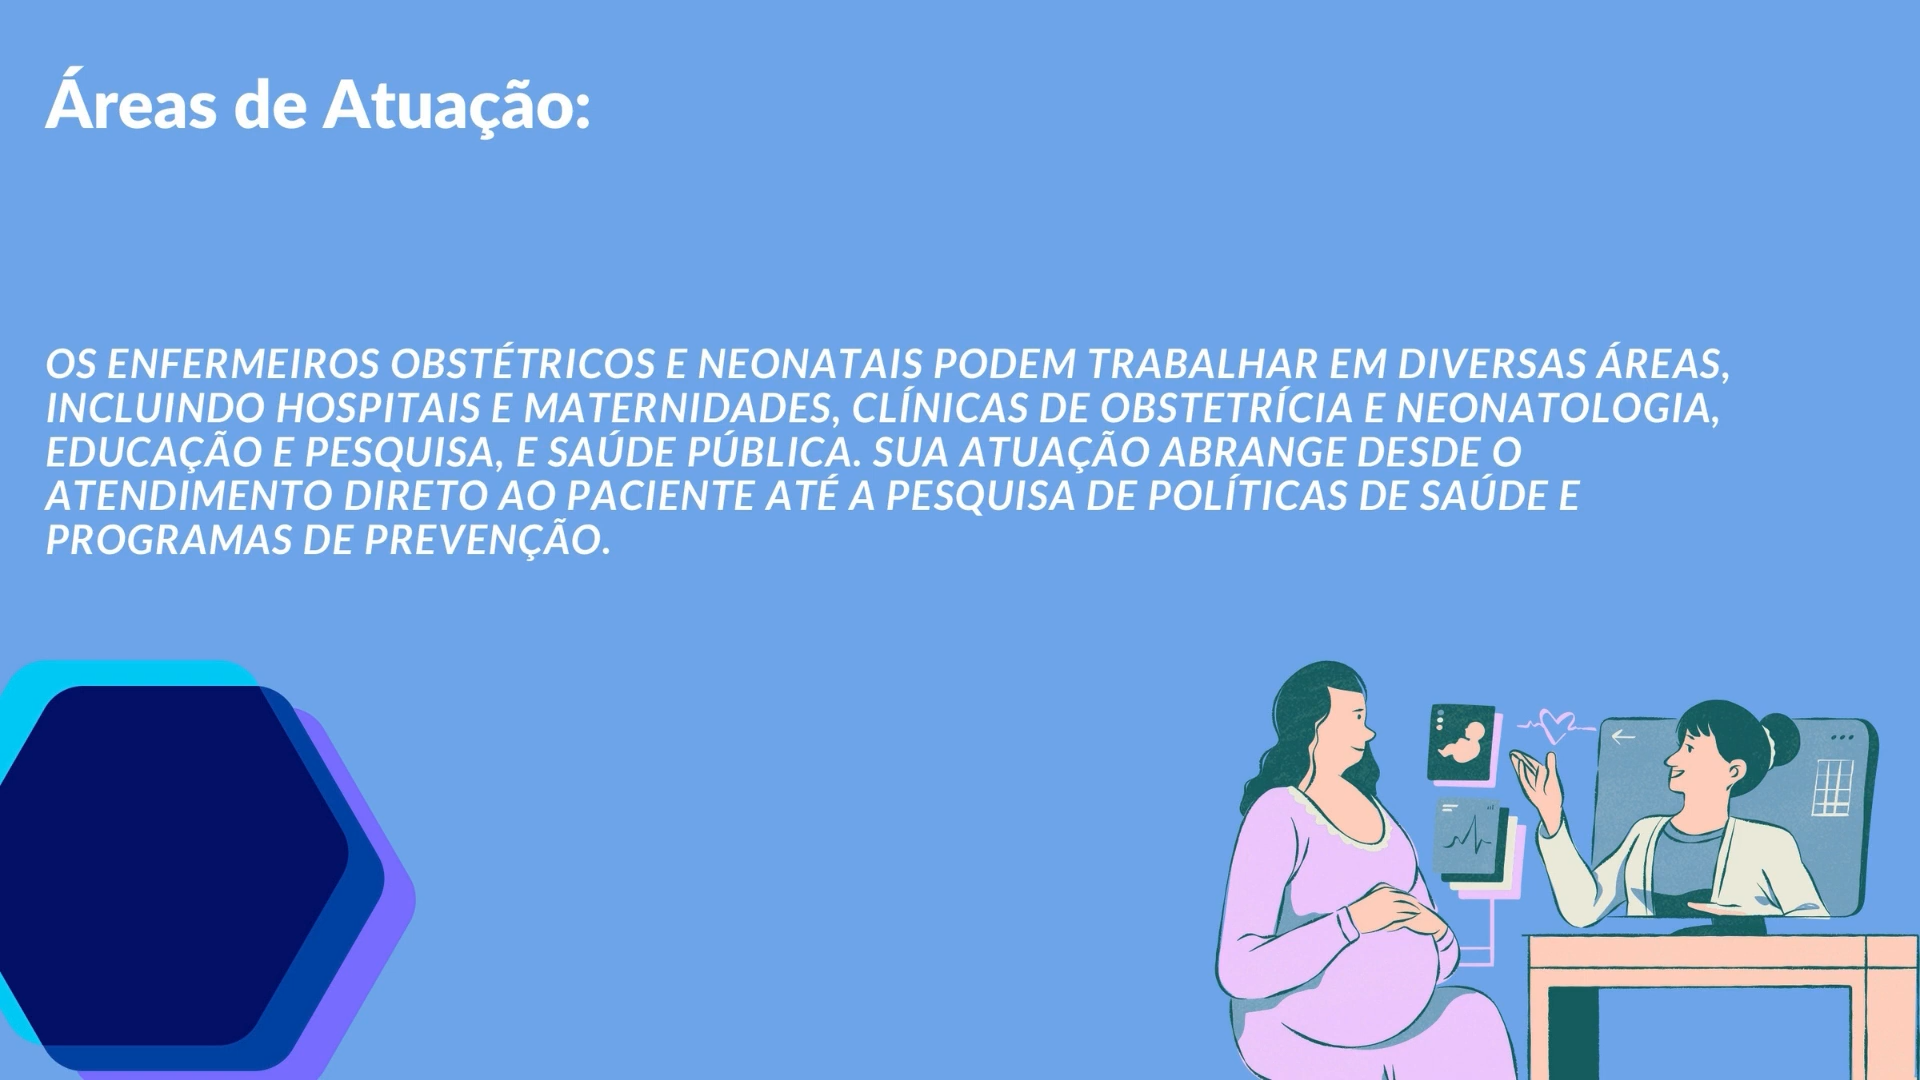 Áreas de Atuação:
OS ENFERMEIROS OBSTÉTRICOS E NEONATAIS PODEM TRABALHAR EM DIVERSAS ÁREAS,
INCLUINDO HOSPITAIS E MATERNIDADES, CLÍNICAS DE OBSTETRÍCIA E NEONATOLOGIA,
EDUCAÇÃO E PESQUISA, E SAÚDE PÚBLICA. SUA ATUAÇÃO ABRANGE DESDE O
ATENDIMENTO DIRETO AO PACIENTE ATÉ A PESQUISA DE POLÍTICAS DE SAÚDE E
PROGRAMAS DE PREVENÇÃO.